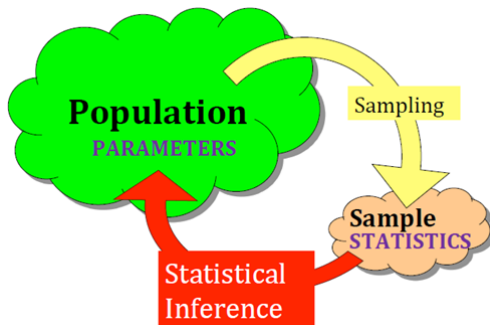 Population
PARAMETERS
Sampling
Sample
STATISTICS
Statistical
Inference